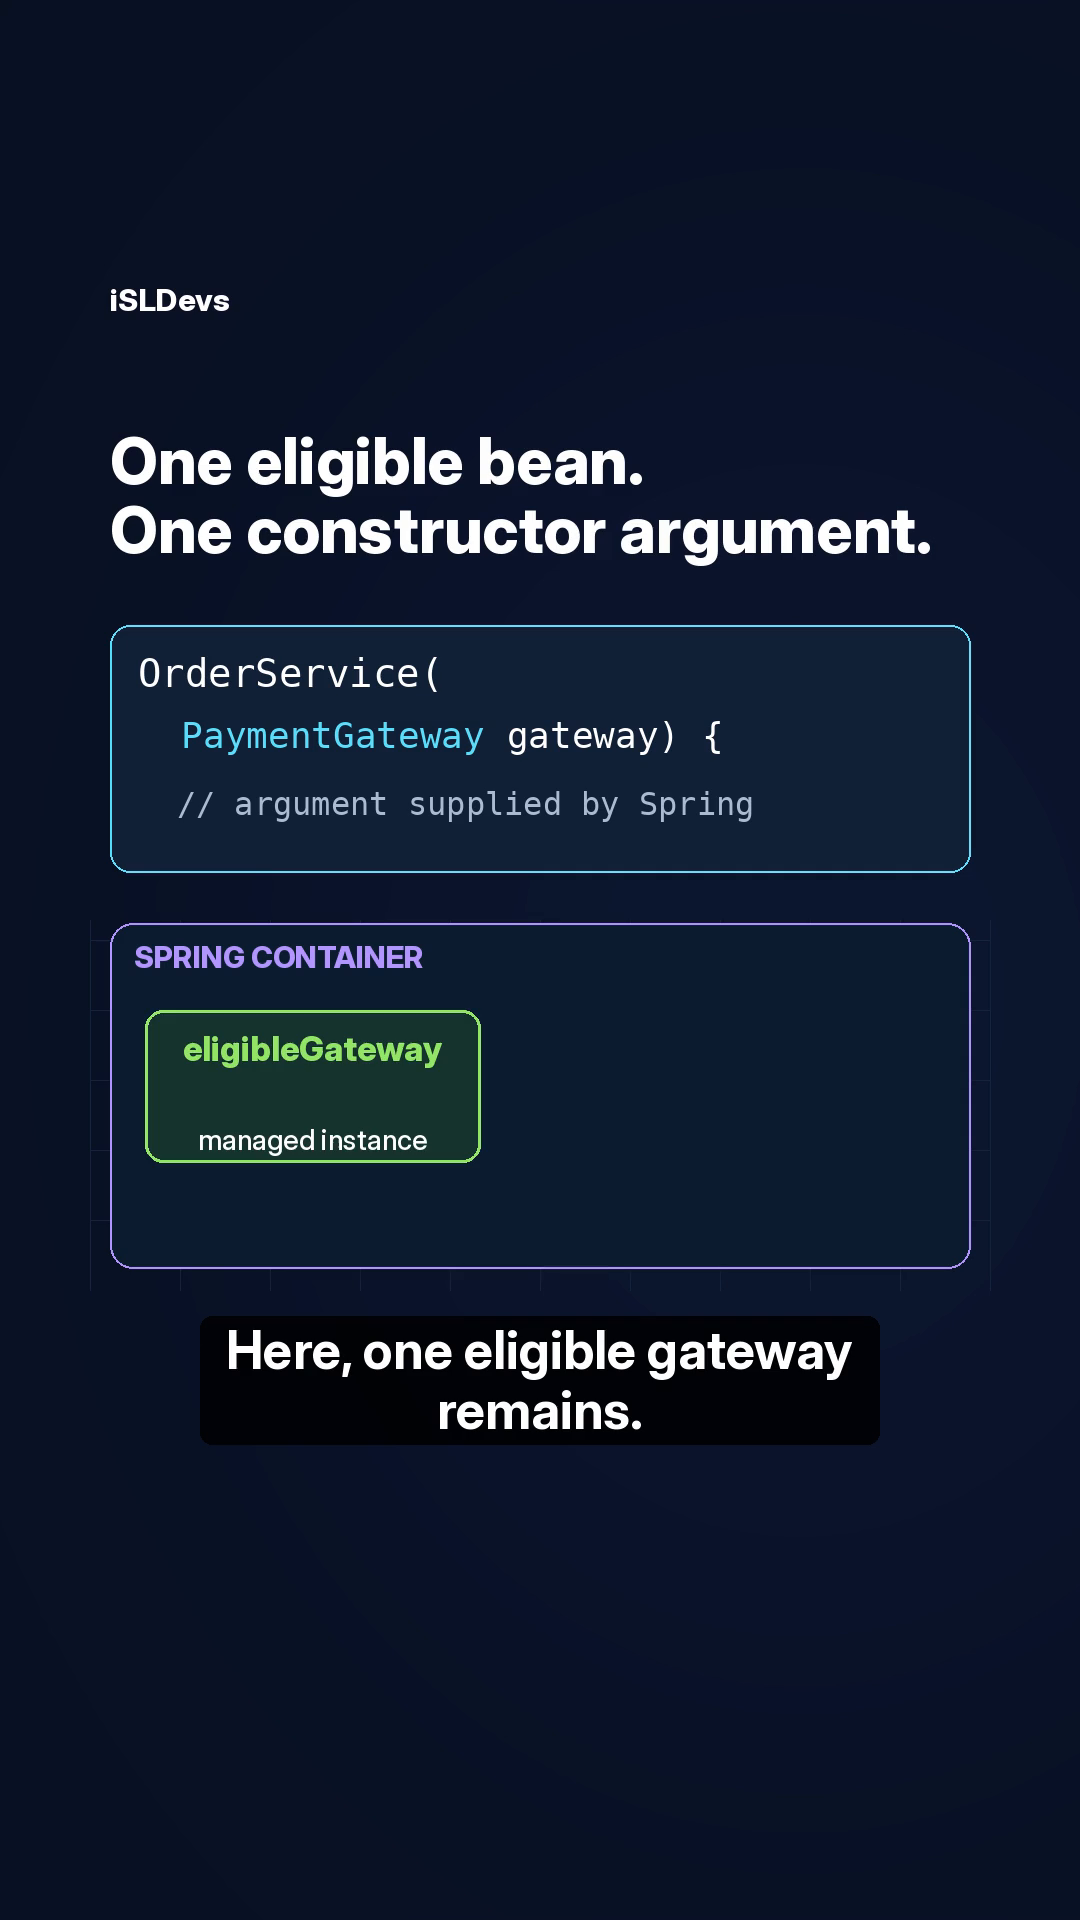 iSLDevs
One eligible bean.
One constructor argument.
OrderService(
PaymentGateway gateway) {
// argument supplied by Spring
SPRING CONTAINER
eligibleGateway
managed instance
Here, one eligible gateway
remains.